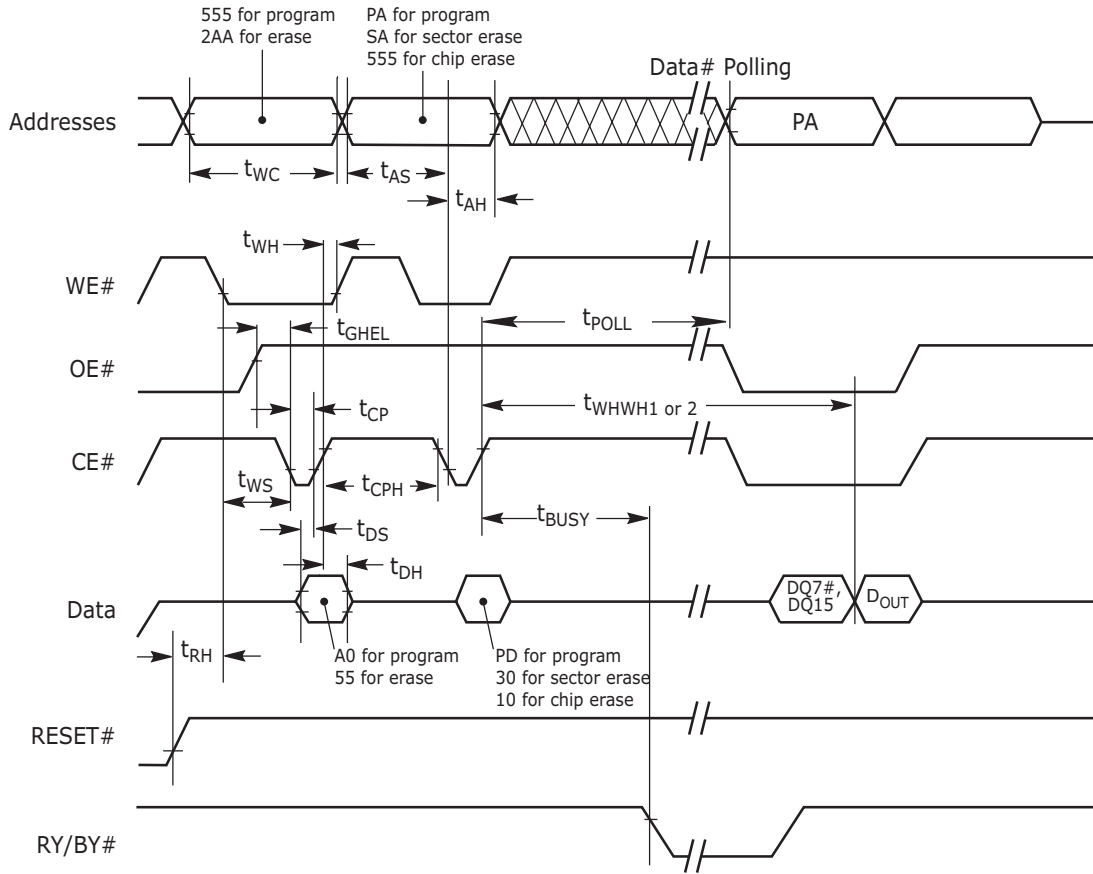 555 for program
2AA for erase
PA for program
SA for sector erase
555 for chip erase
Data# Polling
Addresses
PA
tWC
tAS
tAH
tWH
WE#
tGHEL
tPOLL
OE#
tCP
tWHWH1 or 2
CE#
tWS
tCPH
tBUSY
tDS
tDH
Data
DQ7#,
DQ15
DOUT
tRH
A0 for program
55 for erase
PD for program
30 for sector erase
10 for chip erase
RESET#
RY/BY#